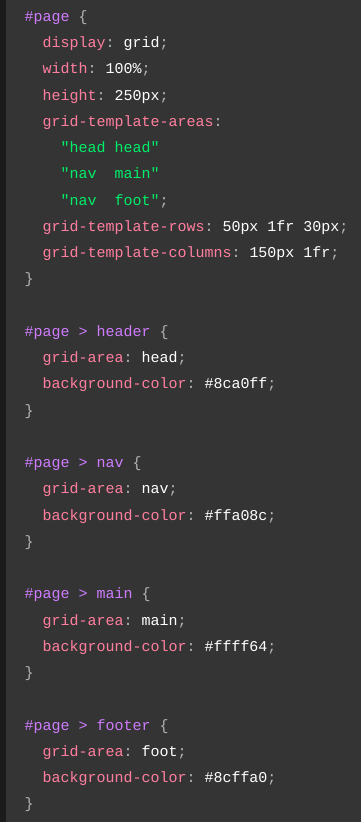 #page {
  display: grid;
  width: 100%;
  height: 250px;
  grid-template-areas:
    "head head"
    "nav  main"
    "nav  foot";
  grid-template-rows: 50px 1fr 30px;
  grid-template-columns: 150px 1fr;
}

#page > header {
  grid-area: head;
  background-color: #8ca0ff;
}

#page > nav {
  grid-area: nav;
  background-color: #ffa08c;
}

#page > main {
  grid-area: main;
  background-color: #ffff64;
}

#page > footer {
  grid-area: foot;
  background-color: #8cffa0;
}